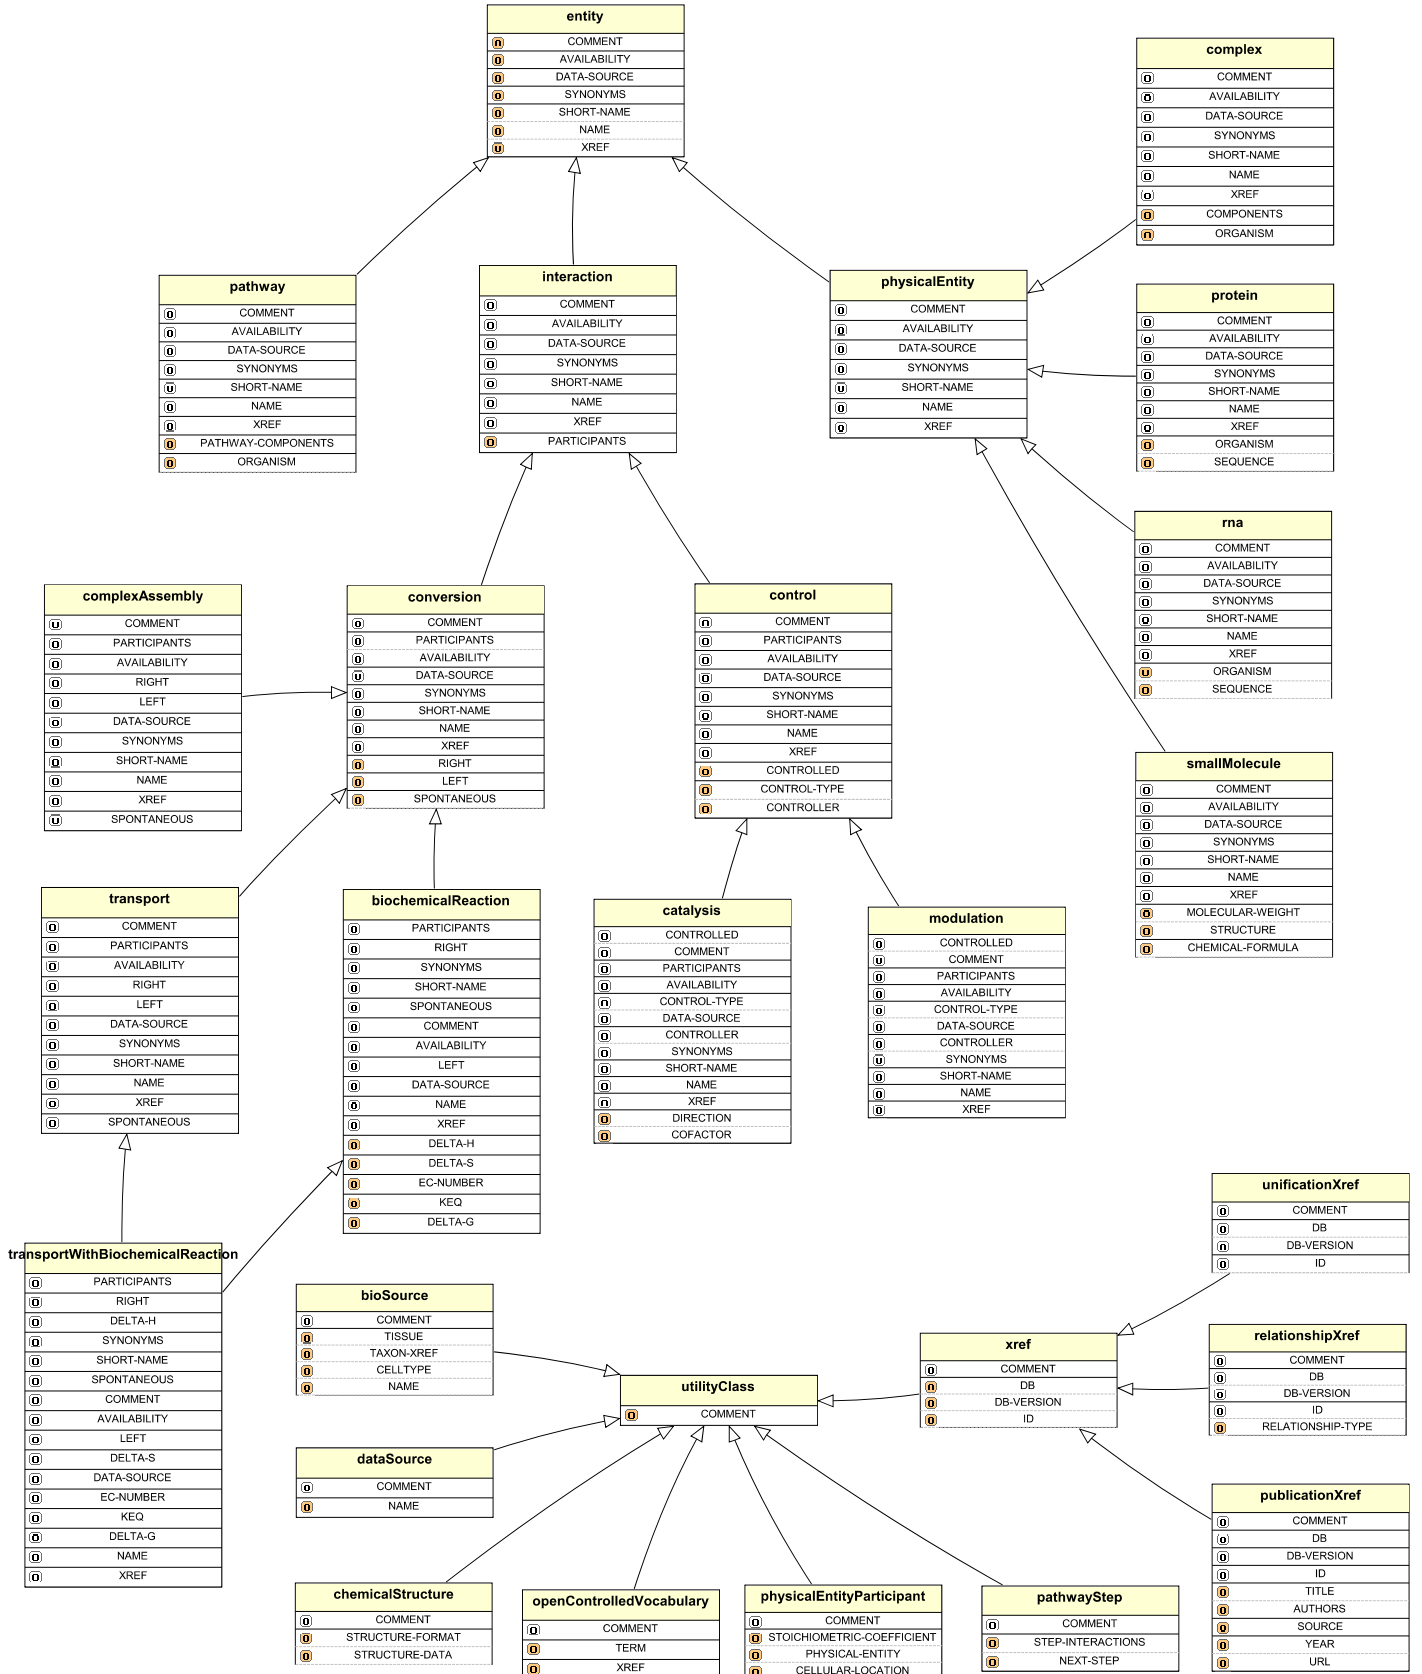 entity
COMMENT
AVAILABILITY
DATA-SOURCE
SYNONYMS
SHORT-NAME
NAME
XREF
complex
COMMENT
AVAILABILITY
DATA-SOURCE
SYNONYMS
SHORT-NAME
NAME
XREF
COMPONENTS
ORGANISM
pathway
COMMENT
AVAILABILITY
DATA-SOURCE
SYNONYMS
SHORT-NAME
NAME
XREF
PATHWAY-COMPONENTS
ORGANISM
interaction
COMMENT
AVAILABILITY
DATA-SOURCE
SYNONYMS
SHORT-NAME
NAME
XREF
PARTICIPANTS
physicalEntity
COMMENT
AVAILABILITY
DATA-SOURCE
SYNONYMS
SHORT-NAME
NAME
XREF
protein
COMMENT
AVAILABILITY
DATA-SOURCE
SYNONYMS
SHORT-NAME
NAME
XREF
ORGANISM
SEQUENCE
rna
COMMENT
AVAILABILITY
DATA-SOURCE
SYNONYMS
SHORT-NAME
NAME
XREF
ORGANISM
SEQUENCE
complexAssembly
COMMENT
PARTICIPANTS
AVAILABILITY
RIGHT
LEFT
DATA-SOURCE
SYNONYMS
SHORT-NAME
NAME
XREF
SPONTANEOUS
conversion
COMMENT
PARTICIPANTS
AVAILABILITY
DATA-SOURCE
SYNONYMS
SHORT-NAME
NAME
XREF
RIGHT
LEFT
SPONTANEOUS
control
COMMENT
PARTICIPANTS
AVAILABILITY
DATA-SOURCE
SYNONYMS
SHORT-NAME
NAME
XREF
CONTROLLED
CONTROL-TYPE
CONTROLLER
smallMolecule
COMMENT
AVAILABILITY
DATA-SOURCE
SYNONYMS
SHORT-NAME
NAME
XREF
MOLECULAR-WEIGHT
STRUCTURE
CHEMICAL-FORMULA
transport
COMMENT
PARTICIPANTS
AVAILABILITY
RIGHT
LEFT
DATA-SOURCE
SYNONYMS
SHORT-NAME
NAME
XREF
SPONTANEOUS
biochemicalReaction
PARTICIPANTS
RIGHT
SYNONYMS
SHORT-NAME
SPONTANEOUS
COMMENT
AVAILABILITY
LEFT
DATA-SOURCE
NAME
XREF
DELTA-H
DELTA-S
EC-NUMBER
KEQ
DELTA-G
catalysis
CONTROLLED
COMMENT
PARTICIPANTS
AVAILABILITY
CONTROL-TYPE
DATA-SOURCE
CONTROLLER
SYNONYMS
SHORT-NAME
NAME
XREF
DIRECTION
COFACTOR
modulation
CONTROLLED
COMMENT
PARTICIPANTS
AVAILABILITY
CONTROL-TYPE
DATA-SOURCE
CONTROLLER
SYNONYMS
SHORT-NAME
NAME
XREF
transportWithBiochemicalReaction
PARTICIPANTS
RIGHT
DELTA-H
SYNONYMS
SHORT-NAME
SPONTANEOUS
COMMENT
AVAILABILITY
LEFT
DELTA-S
DATA-SOURCE
EC-NUMBER
KEQ
DELTA-G
NAME
XREF
unificationXref
COMMENT
DB
DB-VERSION
ID
bioSource
COMMENT
TISSUE
TAXON-XREF
CELLTYPE
NAME
utilityClass
COMMENT
xref
COMMENT
DB
DB-VERSION
ID
relationshipXref
COMMENT
DB
DB-VERSION
ID
RELATIONSHIP-TYPE
dataSource
COMMENT
NAME
publicationXref
COMMENT
DB
DB-VERSION
ID
TITLE
AUTHORS
SOURCE
YEAR
URL
chemicalStructure
COMMENT
STRUCTURE-FORMAT
STRUCTURE-DATA
openControlledVocabulary
COMMENT
TERM
XREF
physicalEntityParticipant
COMMENT
STOICHIOMETRIC-COEFFICIENT
PHYSICAL-ENTITY
CELLULAR-LOCATION
pathwayStep
COMMENT
STEP-INTERACTIONS
NEXT-STEP